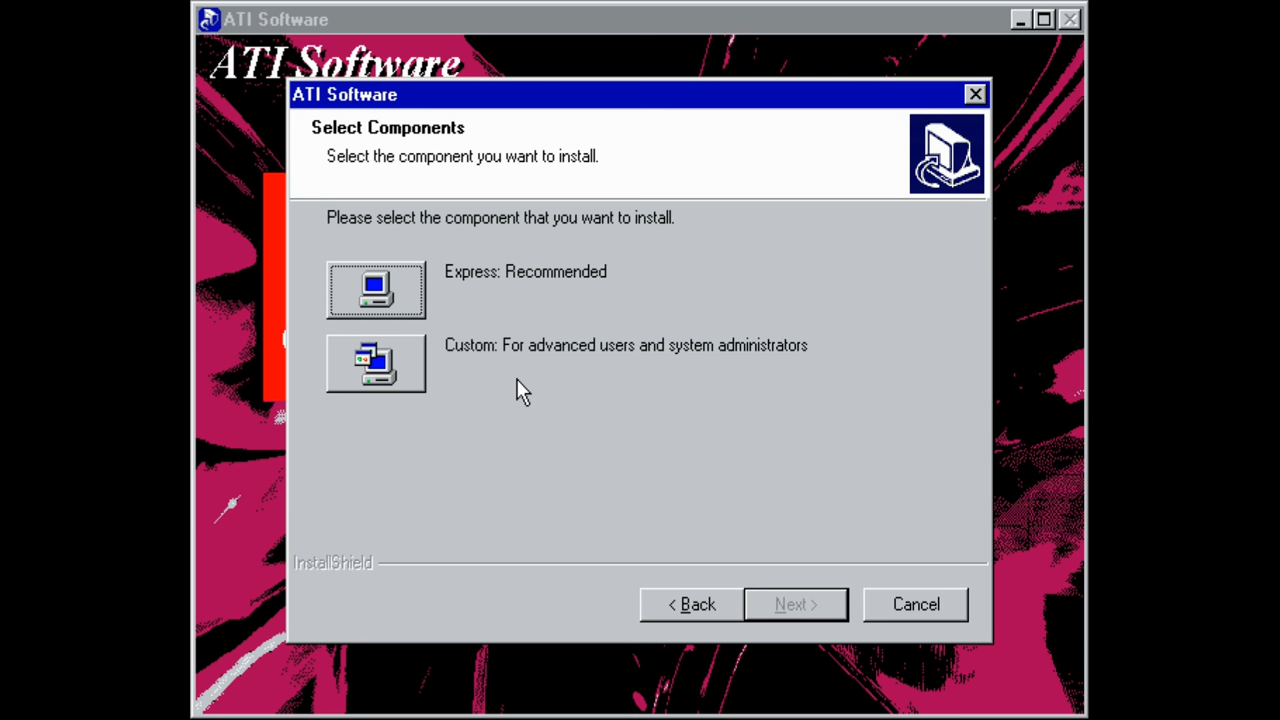 ATI Software
ATI Software
ATI Software
Select Components
Select the component you want to install.
Please select the component that you want to install.
Express: Recommended
Custom: For advanced users and system administrators
InstallShield
< Back
Next >
Cancel